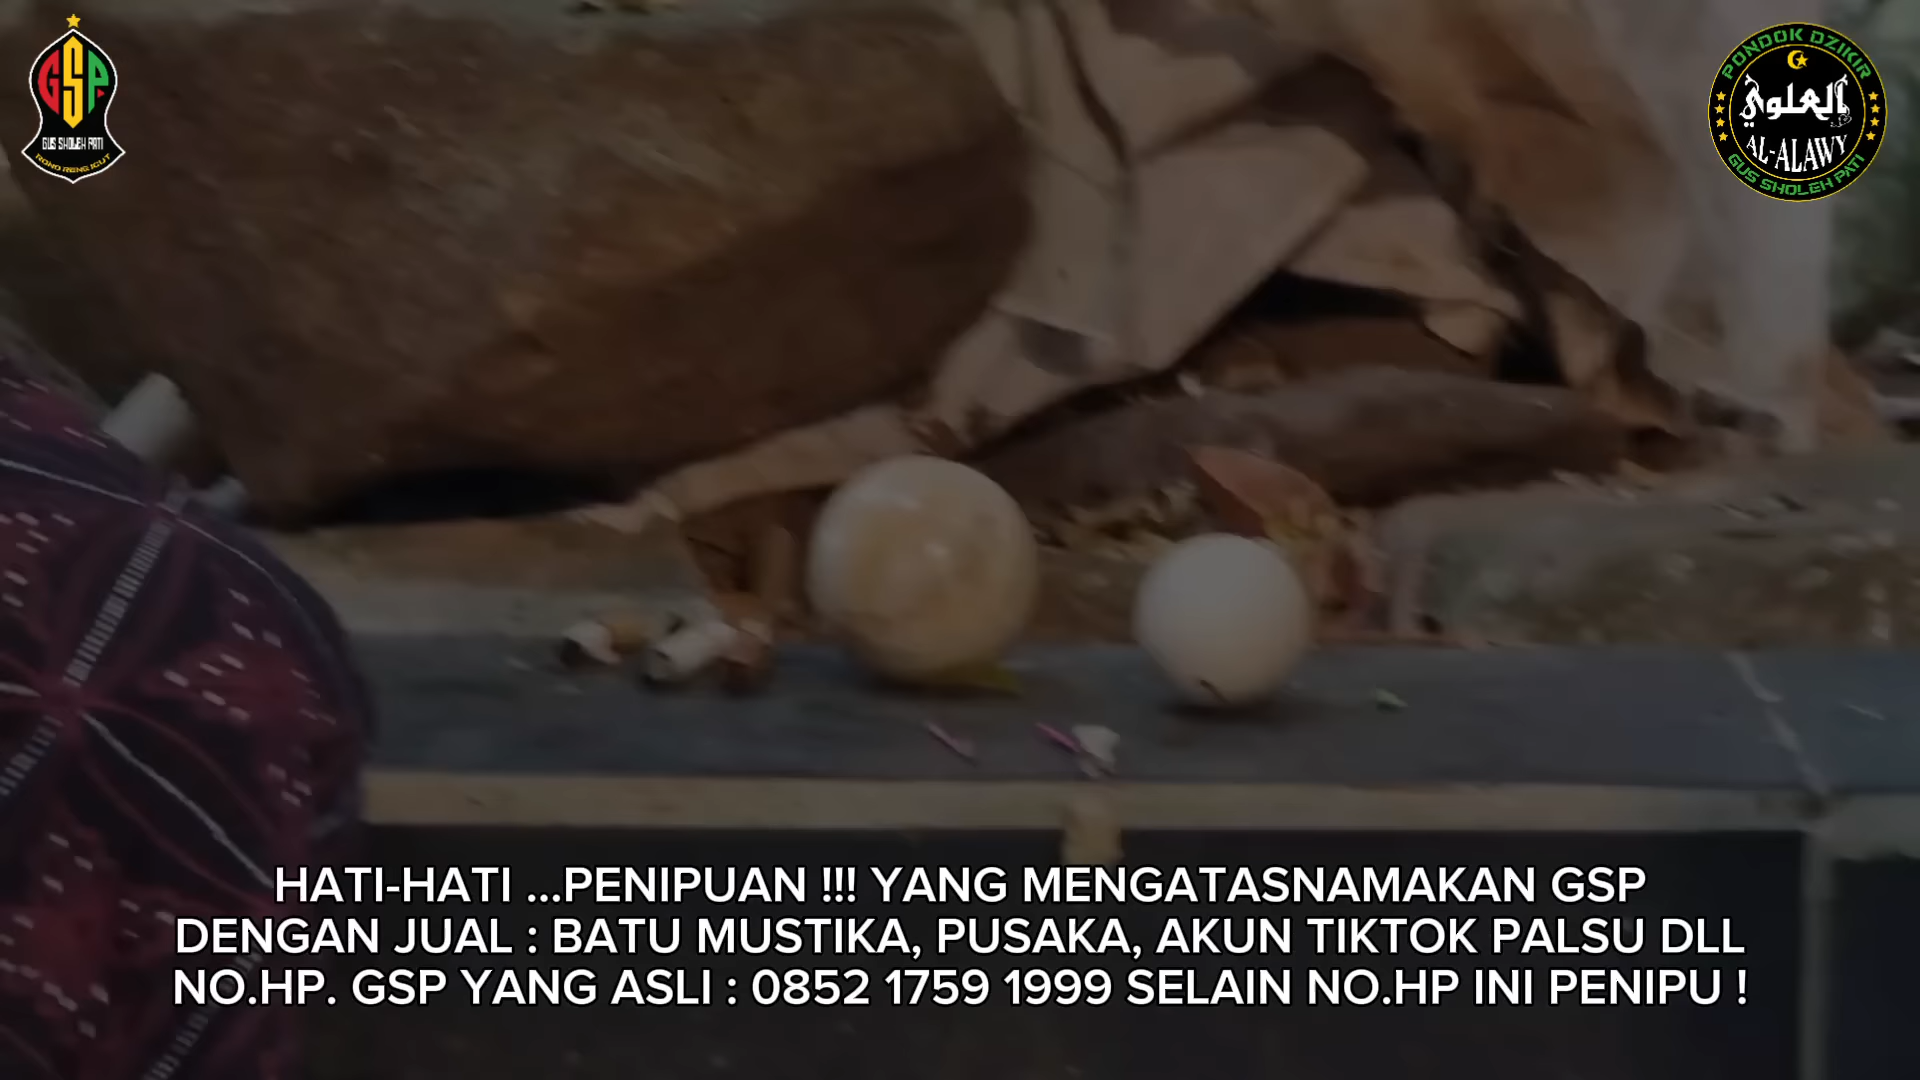 GSP
GUS SHOLEH PATI
PONDOK DZIKIR
العلوي
AL-ALAWY
GUS SHOLEH PATI
HATI-HATI ...PENIPUAN !!! YANG MENGATASNAMAKAN GSP
DENGAN JUAL : BATU MUSTIKA, PUSAKA, AKUN TIKTOK PALSU DLL
NO.HP. GSP YANG ASLI : 0852 1759 1999 SELAIN NO.HP INI PENIPU !